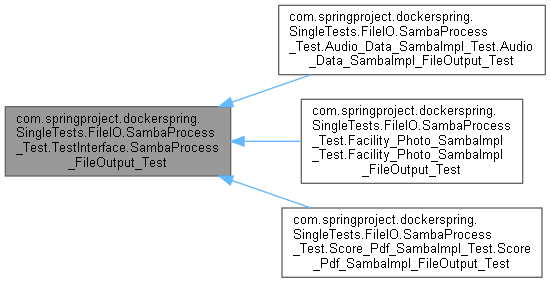 com.springproject.dockerspring.
SingleTests.FileIO.SambaProcess
_Test.Audio_Data_SambaImpl_Test.Audio
_Data_SambaImpl_FileOutput_Test
com.springproject.dockerspring.
SingleTests.FileIO.SambaProcess
_Test.TestInterface.SambaProcess
_FileOutput_Test
com.springproject.dockerspring.
SingleTests.FileIO.SambaProcess
_Test.Facility_Photo_SambaImpl
_Test.Facility_Photo_SambaImpl
_FileOutput_Test
com.springproject.dockerspring.
SingleTests.FileIO.SambaProcess
_Test.Score_Pdf_SambaImpl_Test.Score
_Pdf_SambaImpl_FileOutput_Test